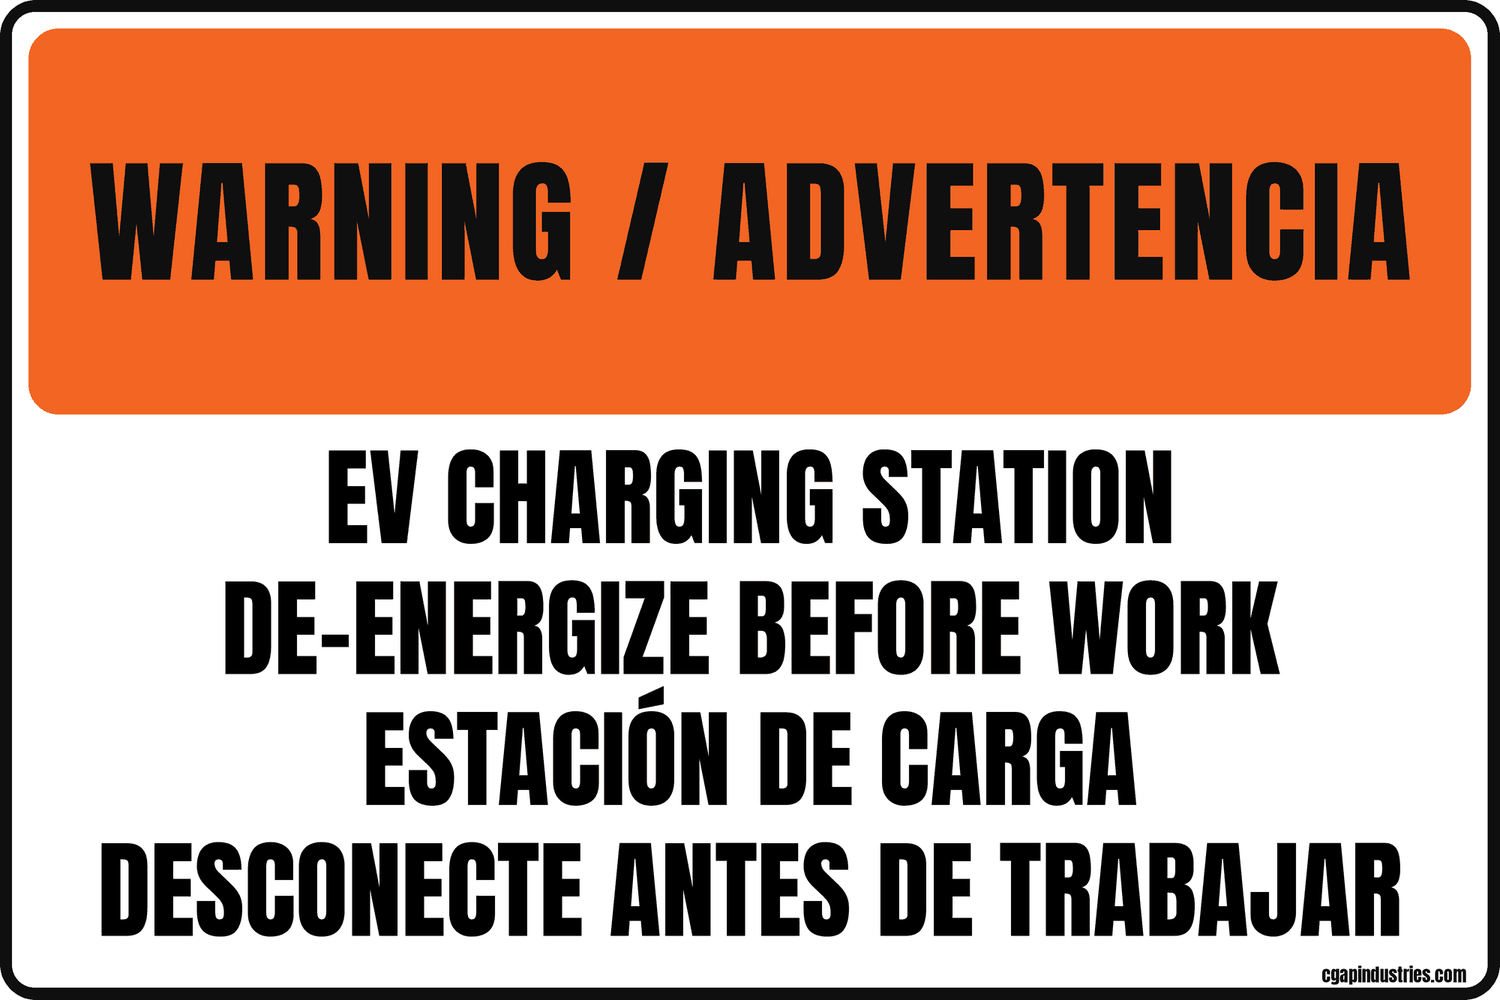 WARNING / ADVERTENCIA
EV CHARGING STATION
DE-ENERGIZE BEFORE WORK
ESTACIÓN DE CARGA
DESCONECTE ANTES DE TRABAJAR
cgapindustries.com